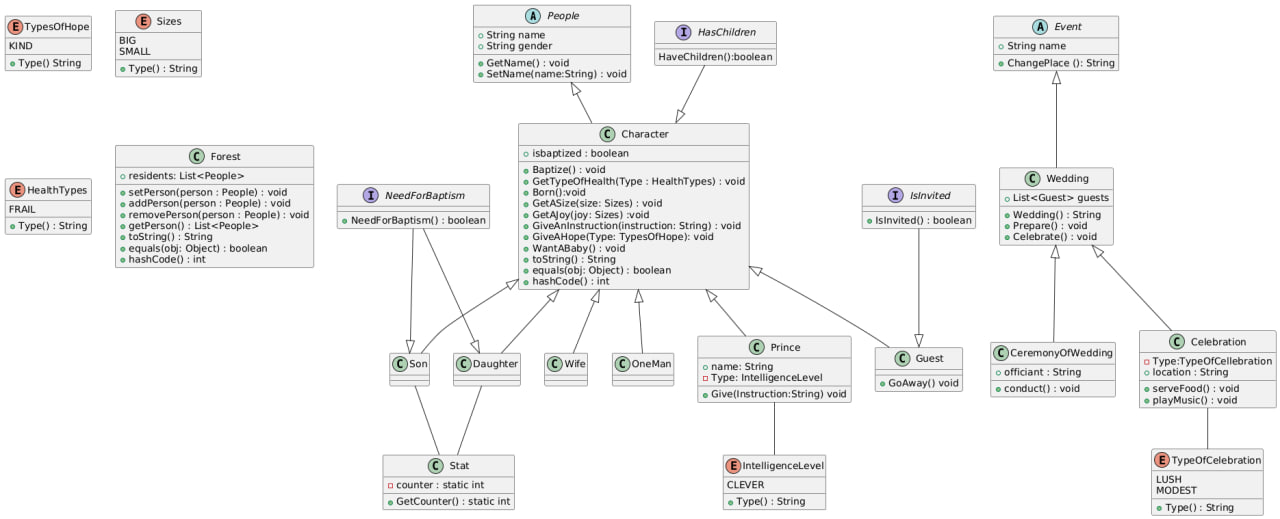 E TypesOfHope
KIND
Type() String
E Sizes
BIG
SMALL
Type() : String
A People
String name
String gender
GetName() : void
SetName(name:String) : void
I HasChildren
HaveChildren():boolean
A Event
String name
ChangePlace (): String
E HealthTypes
FRAIL
Type() : String
C Forest
residents: List<People>
setPerson(person : People) : void
addPerson(person : People) : void
removePerson(person : People) : void
getPerson() : List<People>
toString() : String
equals(obj: Object) : boolean
hashCode() : int
I NeedForBaptism
NeedForBaptism() : boolean
C Character
isbaptized : boolean
Baptize() : void
GetTypeOfHealth(Type : HealthTypes) : void
Born():void
GetASize(size: Sizes) : void
GetAJoy(joy: Sizes) :void
GiveAnInstruction(instruction: String) : void
GiveAHope(Type: TypesOfHope): void
WantABaby() : void
toString() : String
equals(obj: Object) : boolean
hashCode() : int
I IsInvited
IsInvited() : boolean
C Wedding
List<Guest> guests
Wedding() : String
Prepare() : void
Celebrate() : void
C Son
C Daughter
C Wife
C OneMan
C Prince
name: String
Type: IntelligenceLevel
Give(Instruction:String) void
C Guest
GoAway() void
C CeremonyOfWedding
officiant : String
conduct() : void
C Celebration
Type:TypeOfCellebration
location : String
serveFood() : void
playMusic() : void
C Stat
counter : static int
GetCounter() : static int
E IntelligenceLevel
CLEVER
Type() : String
E TypeOfCelebration
LUSH
MODEST
Type() : String